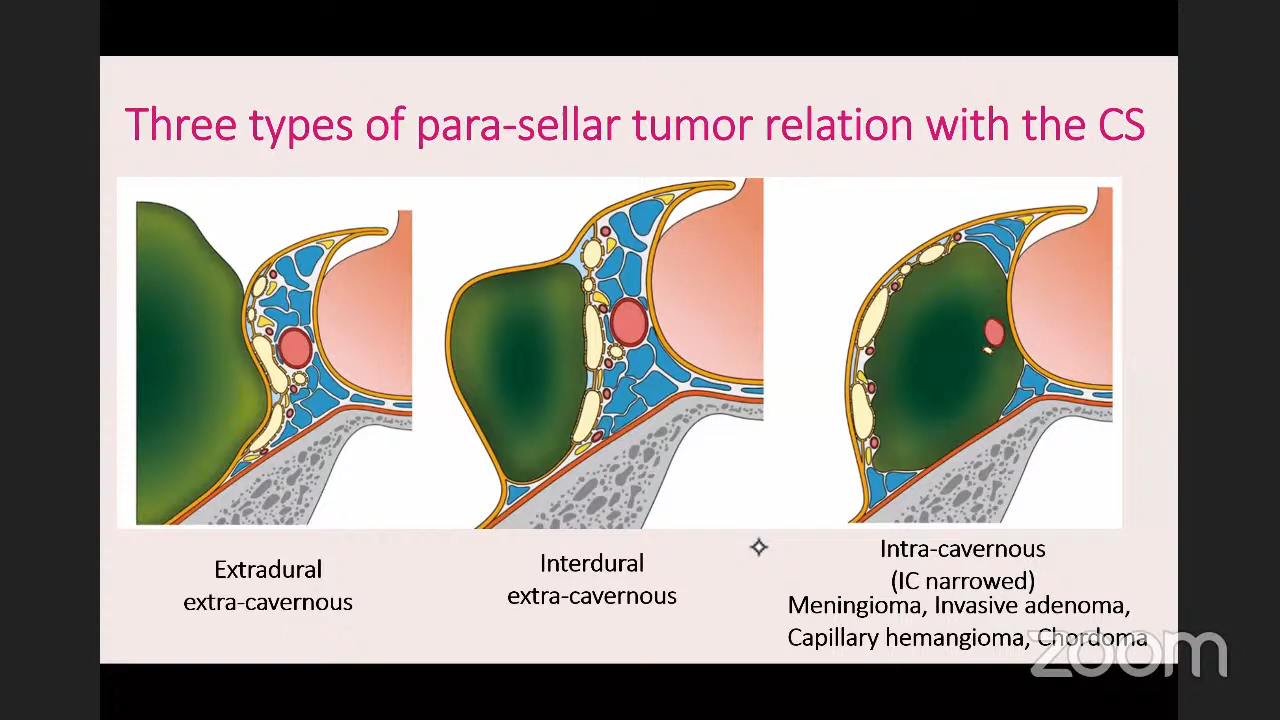 Three types of para-sellar tumor relation with the CS
Extradural
extra-cavernous
Interdural
extra-cavernous
Intra-cavernous
(IC narrowed)
Meningioma, Invasive adenoma,
Capillary hemangioma, Chordoma
zoom